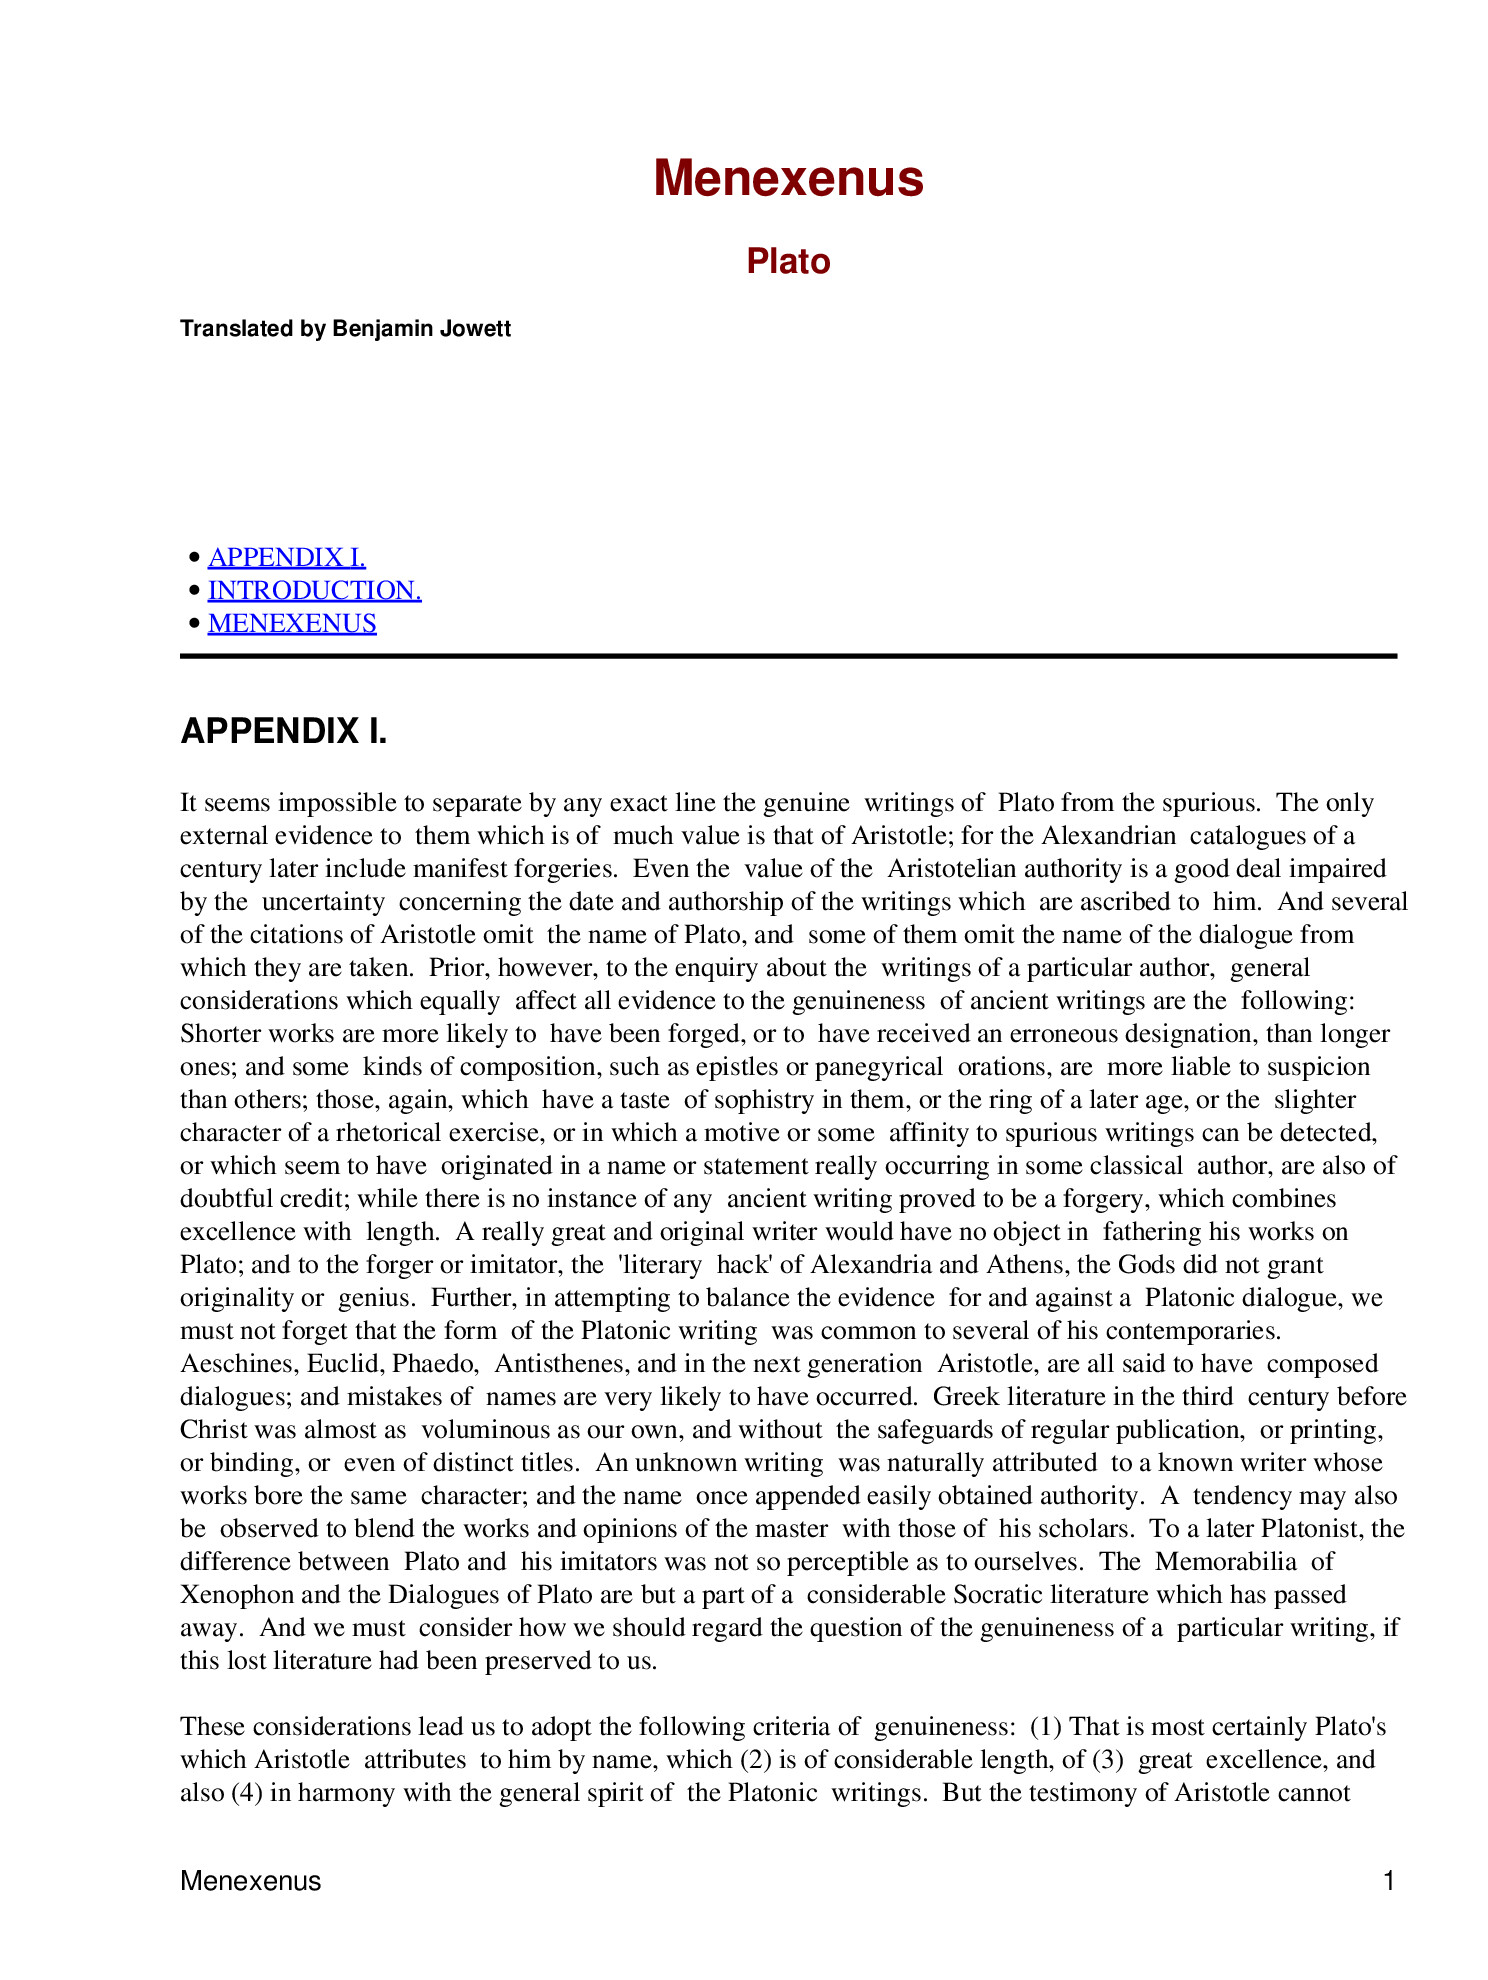 Menexenus
Plato
Translated by Benjamin Jowett
• APPENDIX I.
• INTRODUCTION.
• MENEXENUS
APPENDIX I.
It seems impossible to separate by any exact line the genuine writings of Plato from the spurious. The only
external evidence to them which is of much value is that of Aristotle; for the Alexandrian catalogues of a
century later include manifest forgeries. Even the value of the Aristotelian authority is a good deal impaired
by the uncertainty concerning the date and authorship of the writings which are ascribed to him. And several
of the citations of Aristotle omit the name of Plato, and some of them omit the name of the dialogue from
which they are taken. Prior, however, to the enquiry about the writings of a particular author, general
considerations which equally affect all evidence to the genuineness of ancient writings are the following:
Shorter works are more likely to have been forged, or to have received an erroneous designation, than longer
ones; and some kinds of composition, such as epistles or panegyrical orations, are more liable to suspicion
than others; those, again, which have a taste of sophistry in them, or the ring of a later age, or the slighter
character of a rhetorical exercise, or in which a motive or some affinity to spurious writings can be detected,
or which seem to have originated in a name or statement really occurring in some classical author, are also of
doubtful credit; while there is no instance of any ancient writing proved to be a forgery, which combines
excellence with length. A really great and original writer would have no object in fathering his works on
Plato; and to the forger or imitator, the 'literary hack' of Alexandria and Athens, the Gods did not grant
originality or genius. Further, in attempting to balance the evidence for and against a Platonic dialogue, we
must not forget that the form of the Platonic writing was common to several of his contemporaries.
Aeschines, Euclid, Phaedo, Antisthenes, and in the next generation Aristotle, are all said to have composed
dialogues; and mistakes of names are very likely to have occurred. Greek literature in the third century before
Christ was almost as voluminous as our own, and without the safeguards of regular publication, or printing,
or binding, or even of distinct titles. An unknown writing was naturally attributed to a known writer whose
works bore the same character; and the name once appended easily obtained authority. A tendency may also
be observed to blend the works and opinions of the master with those of his scholars. To a later Platonist, the
difference between Plato and his imitators was not so perceptible as to ourselves. The Memorabilia of
Xenophon and the Dialogues of Plato are but a part of a considerable Socratic literature which has passed
away. And we must consider how we should regard the question of the genuineness of a particular writing, if
this lost literature had been preserved to us.
These considerations lead us to adopt the following criteria of genuineness: (1) That is most certainly Plato's
which Aristotle attributes to him by name, which (2) is of considerable length, of (3) great excellence, and
also (4) in harmony with the general spirit of the Platonic writings. But the testimony of Aristotle cannot
Menexenus 1